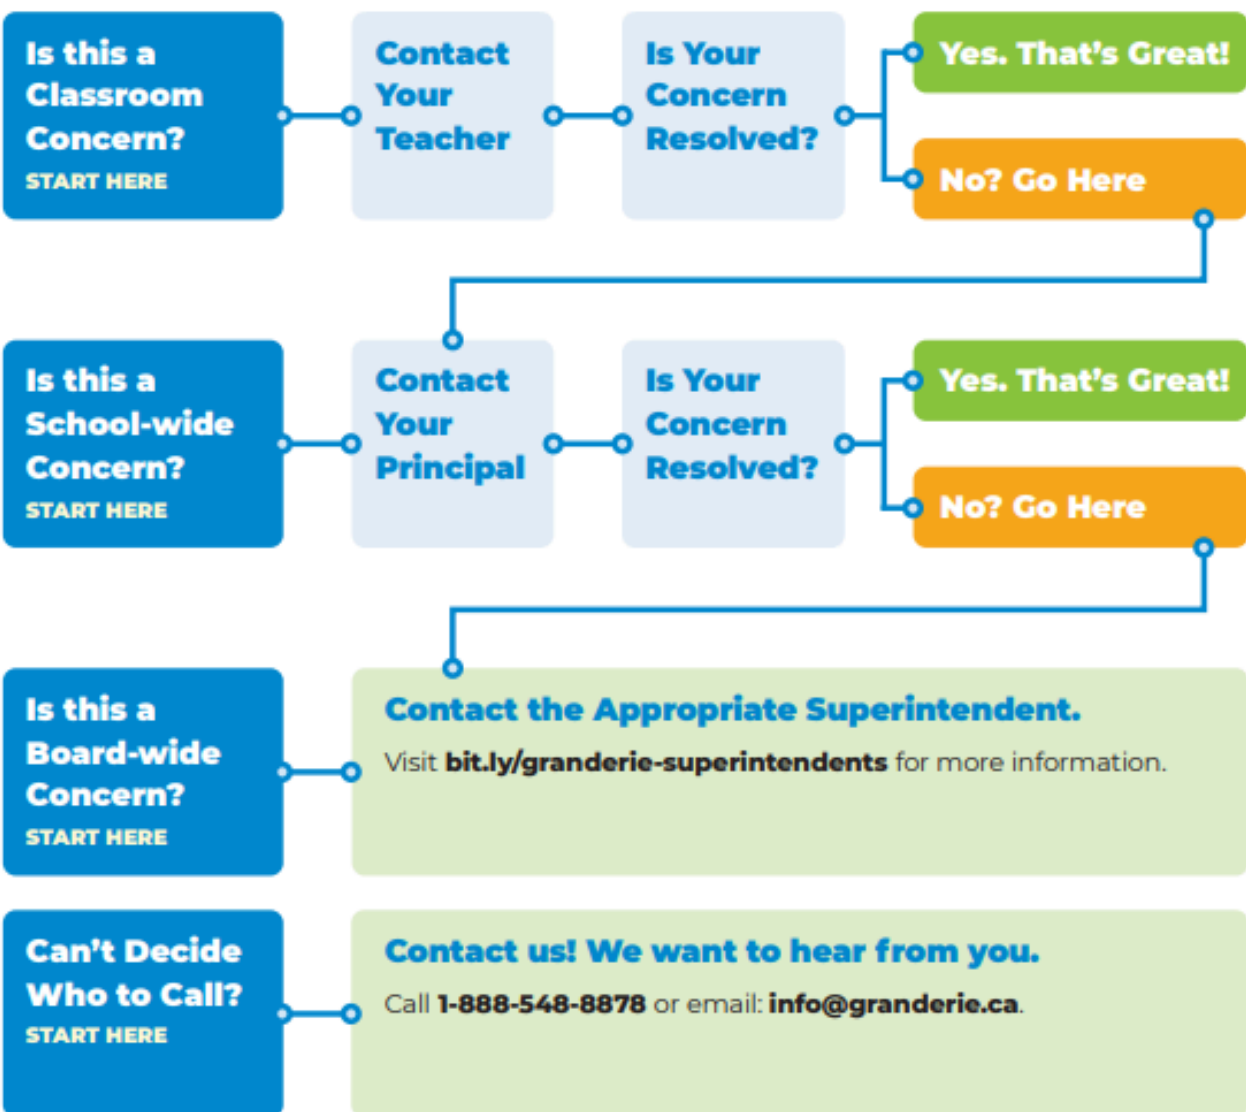 Is this a
Classroom
Concern?
START HERE
Contact
Your
Teacher
Is Your
Concern
Resolved?
Yes. That's Great!
No? Go Here
Is this a
School-wide
Concern?
START HERE
Contact
Your
Principal
Is Your
Concern
Resolved?
Yes. That's Great!
No? Go Here
Is this a
Board-wide
Concern?
START HERE
Contact the Appropriate Superintendent.
Visit bit.ly/granderie-superintendents for more information.
Can't Decide
Who to Call?
START HERE
Contact us! We want to hear from you.
Call 1-888-548-8878 or email: info@granderie.ca.